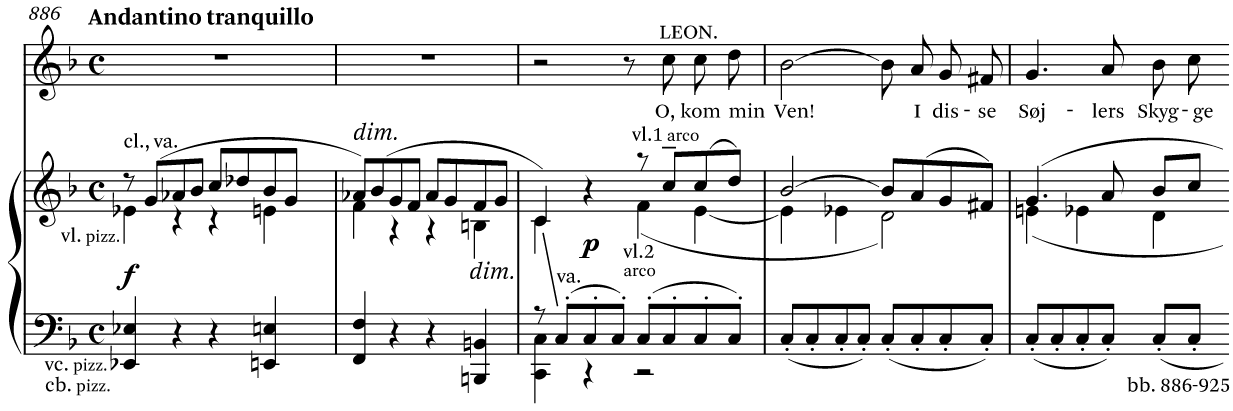 886 Andantino tranquillo
LEON.
O, kom min Ven! I dis - se Søj - lers Skyg - ge
cl., va. dim. vl.1 arco
vl. pizz.
f dim. p vl.2
arco
va.
vc. pizz.
cb. pizz.
bb. 886-925